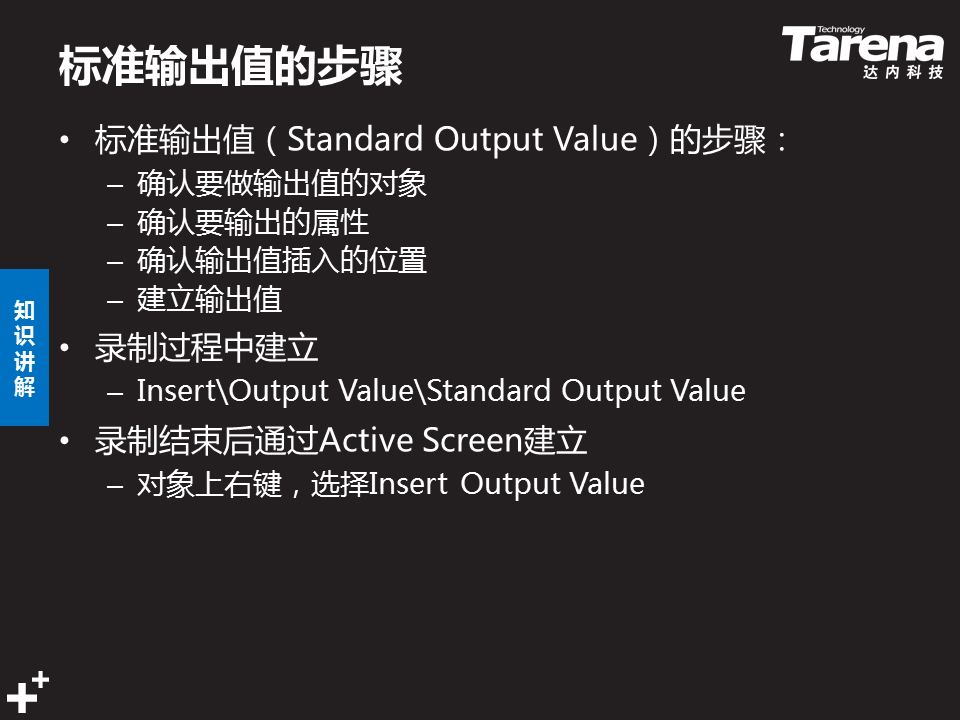 标准输出值的步骤
Technology
Tarena
达内科技
• 标准输出值（Standard Output Value）的步骤：
– 确认要做输出值的对象
– 确认要输出的属性
– 确认输出值插入的位置
– 建立输出值
知识讲解
• 录制过程中建立
– Insert\Output Value\Standard Output Value
• 录制结束后通过Active Screen建立
– 对象上右键，选择Insert Output Value